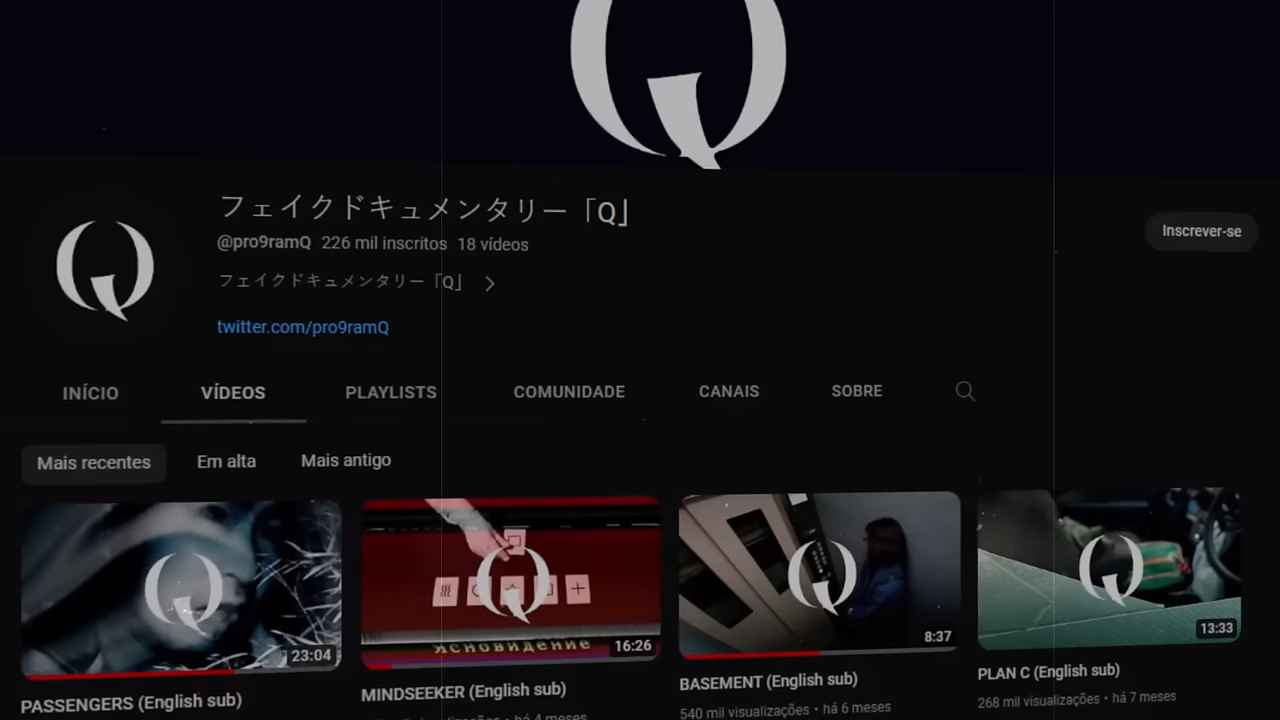 Q
フェイクドキュメンタリー「Q」
@pro9ramQ 226 mil inscritos 18 vídeos
フェイクドキュメンタリー「Q」
twitter.com/pro9ramQ
Inscrever-se
INÍCIO VÍDEOS PLAYLISTS COMUNIDADE CANAIS SOBRE
Mais recentes Em alta Mais antigo
Q 23:04
Q ясновидение 16:26
Q 8:37
Q 13:33
PASSENGERS (English sub)
MINDSEEKER (English sub)
há 4 meses
BASEMENT (English sub)
540 mil visualizações • há 6 meses
PLAN C (English sub)
268 mil visualizações • há 7 meses